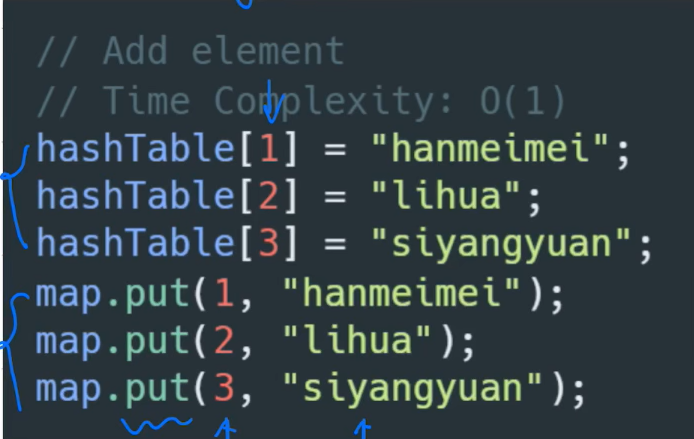 // Add element
// Time Complexity: O(1)
hashTable[1] = "hanmeimei";
hashTable[2] = "lihua";
hashTable[3] = "siyangyuan";
map.put(1, "hanmeimei");
map.put(2, "lihua");
map.put(3, "siyangyuan");